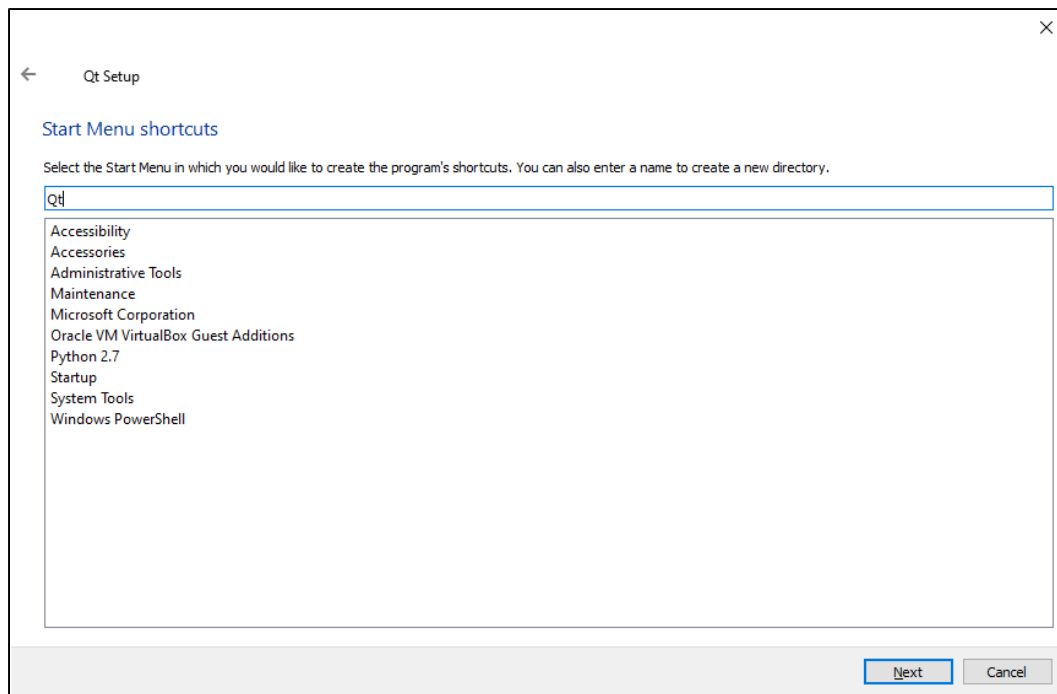 Qt Setup
Start Menu shortcuts
Select the Start Menu in which you would like to create the program's shortcuts. You can also enter a name to create a new directory.
Qt
Accessibility
Accessories
Administrative Tools
Maintenance
Microsoft Corporation
Oracle VM VirtualBox Guest Additions
Python 2.7
Startup
System Tools
Windows PowerShell
Next Cancel